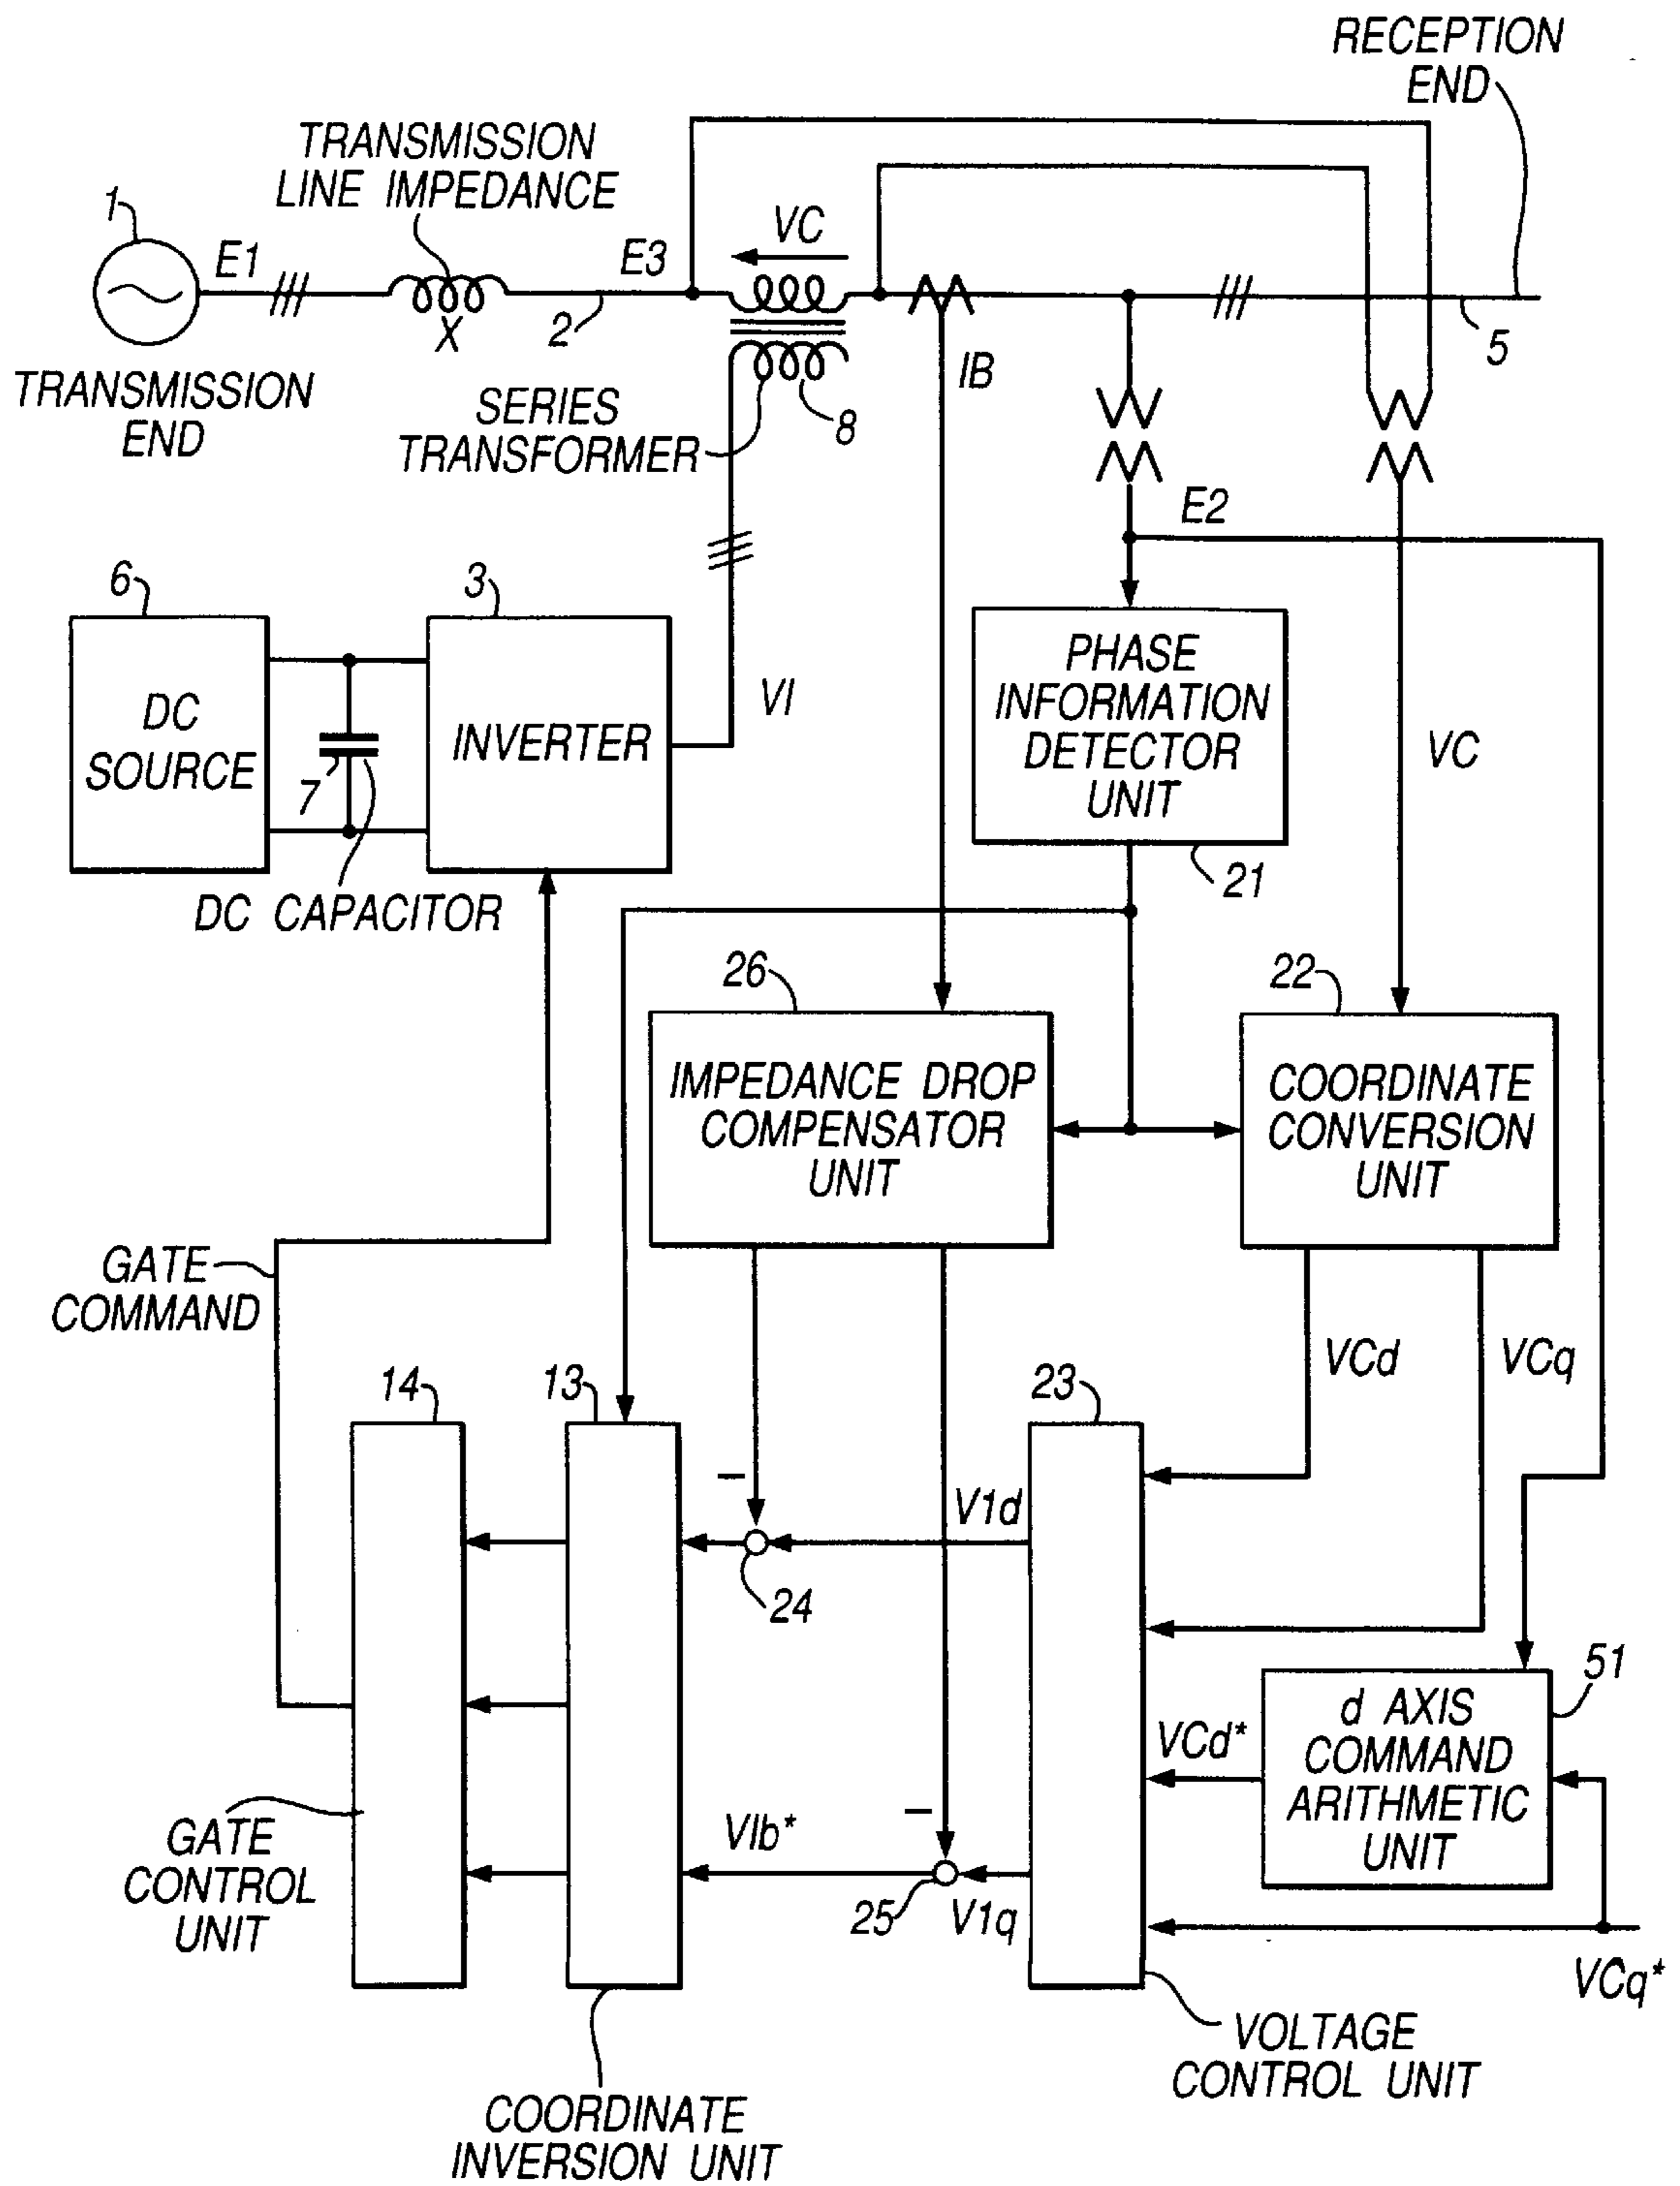 RECEPTION
END
TRANSMISSION
LINE IMPEDANCE
1
E1
X
2
E3
VC
5
TRANSMISSION
END
SERIES
TRANSFORMER
8
IB
E2
6
3
DC
SOURCE
7
INVERTER
VI
PHASE
INFORMATION
DETECTOR
UNIT
VC
21
DC CAPACITOR
26
22
IMPEDANCE DROP
COMPENSATOR
UNIT
COORDINATE
CONVERSION
UNIT
GATE
COMMAND
VCd
VCq
14
13
23
–
V1d
24
51
d AXIS
COMMAND
ARITHMETIC
UNIT
VCd*
–
VIb*
25
V1q
GATE
CONTROL
UNIT
VCq*
VOLTAGE
CONTROL UNIT
COORDINATE
INVERSION UNIT